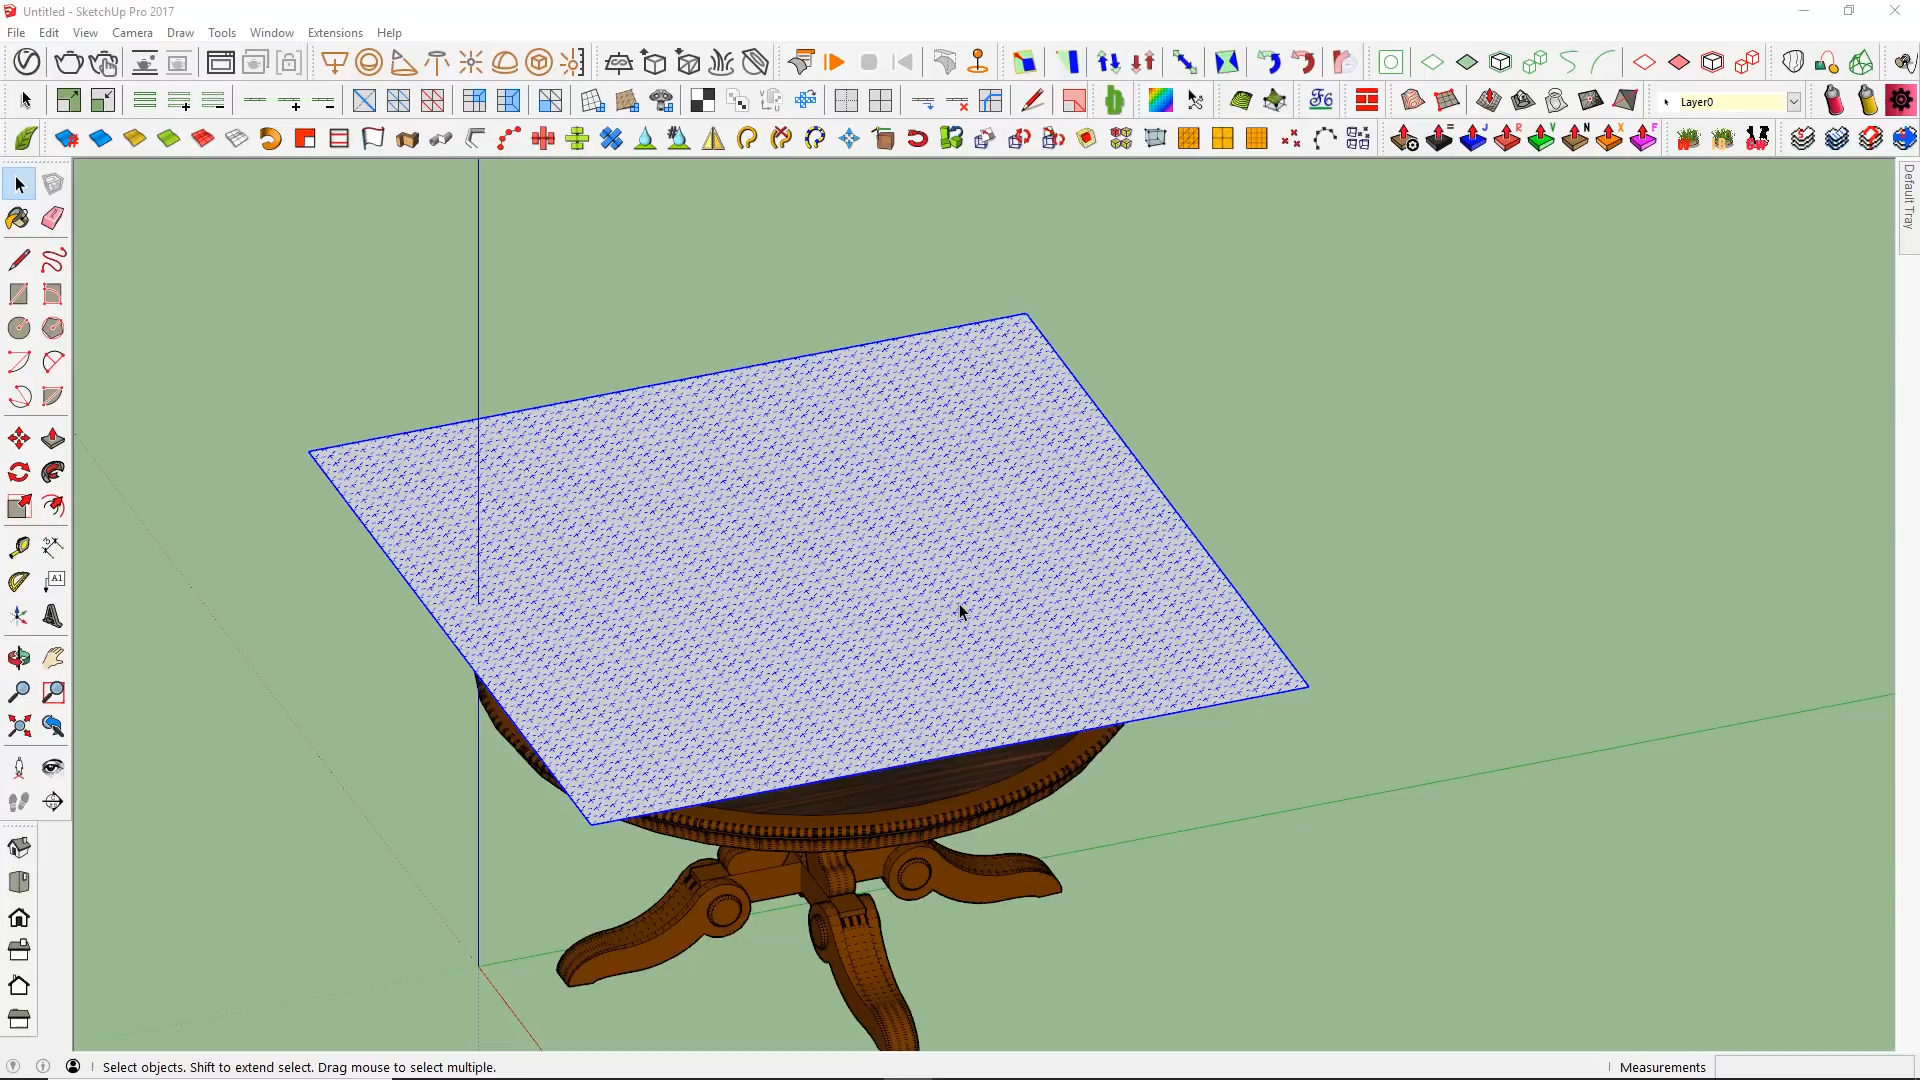 Untitled - SketchUp Pro 2017
File Edit View Camera Draw Tools Window Extensions Help
Layer0
Default Tray
A1
Select objects. Shift to extend select. Drag mouse to select multiple.
Measurements